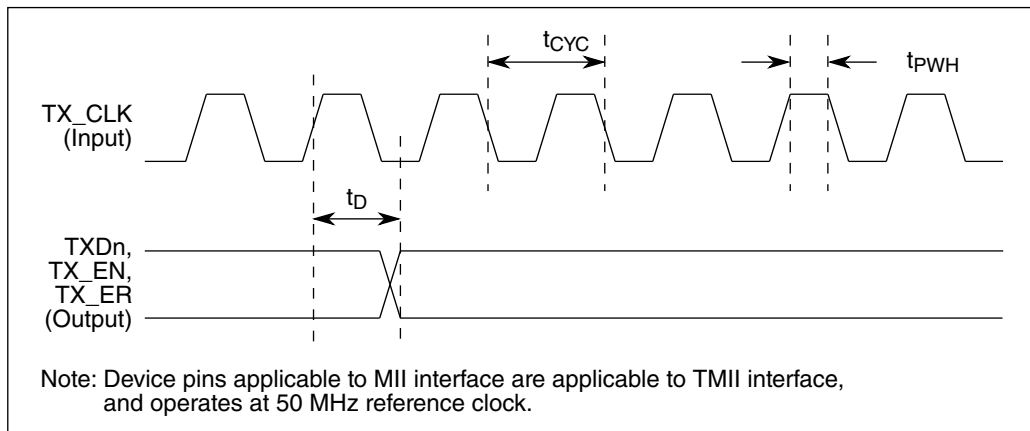 tCYC
tPWH
TX_CLK
(Input)
tD
TXDn,
TX_EN,
TX_ER
(Output)
Note: Device pins applicable to MII interface are applicable to TMII interface,
and operates at 50 MHz reference clock.